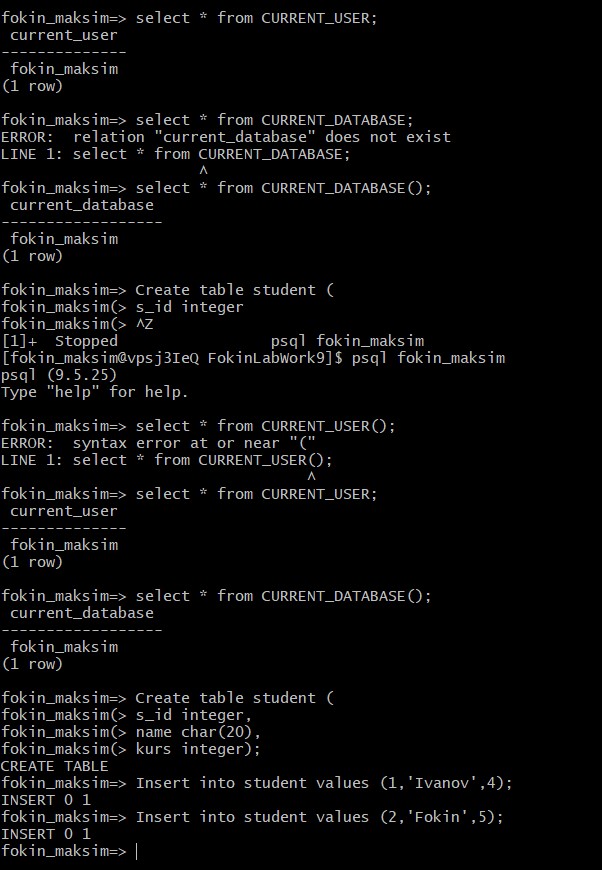 fokin_maksim=> select * from CURRENT_USER;
 current_user
--------------
 fokin_maksim
(1 row)

fokin_maksim=> select * from CURRENT_DATABASE;
ERROR:  relation "current_database" does not exist
LINE 1: select * from CURRENT_DATABASE;
                      ^
fokin_maksim=> select * from CURRENT_DATABASE();
 current_database
------------------
 fokin_maksim
(1 row)

fokin_maksim=> Create table student (
fokin_maksim(> s_id integer
fokin_maksim(> ^Z
[1]+  Stopped                 psql fokin_maksim
[fokin_maksim@vpsj3IeQ FokinLabWork9]$ psql fokin_maksim
psql (9.5.25)
Type "help" for help.

fokin_maksim=> select * from CURRENT_USER();
ERROR:  syntax error at or near "("
LINE 1: select * from CURRENT_USER();
                                  ^
fokin_maksim=> select * from CURRENT_USER;
 current_user
--------------
 fokin_maksim
(1 row)

fokin_maksim=> select * from CURRENT_DATABASE();
 current_database
------------------
 fokin_maksim
(1 row)

fokin_maksim=> Create table student (
fokin_maksim(> s_id integer,
fokin_maksim(> name char(20),
fokin_maksim(> kurs integer);
CREATE TABLE
fokin_maksim=> Insert into student values (1,'Ivanov',4);
INSERT 0 1
fokin_maksim=> Insert into student values (2,'Fokin',5);
INSERT 0 1
fokin_maksim=>